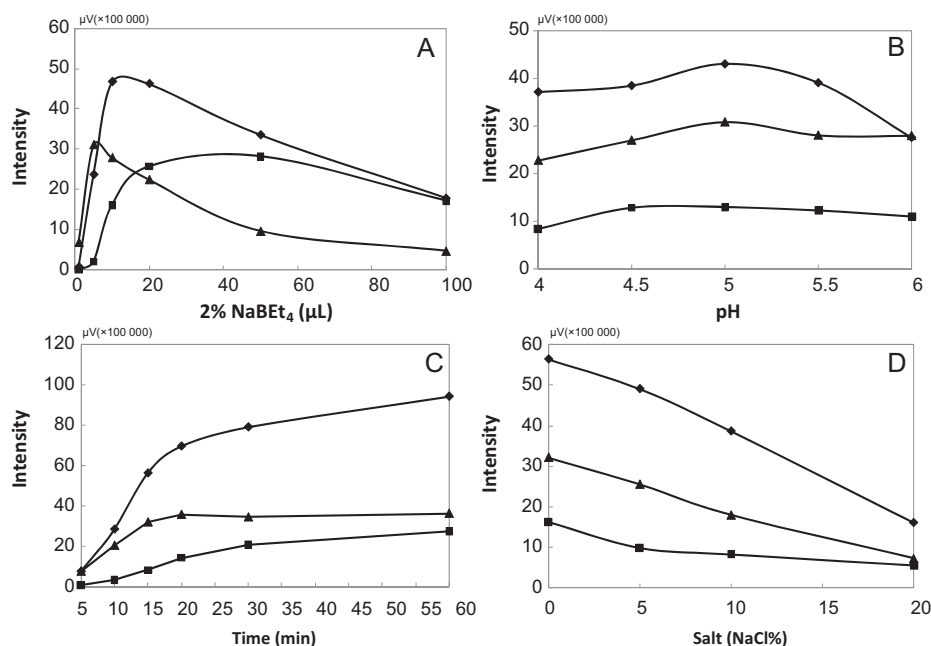 µV(×100 000)
A
60
50
40
30
20
10
0
Intensity
0 20 40 60 80 100
2% NaBEt₄ (µL)
µV(×100 000)
B
50
40
30
20
10
0
Intensity
4 4.5 5 5.5 6
pH
µV(×100 000)
C
120
100
80
60
40
20
0
Intensity
5 10 15 20 25 30 35 40 45 50 55 60
Time (min)
µV(×100 000)
D
60
50
40
30
20
10
0
Intensity
0 5 10 15 20
Salt (NaCl%)